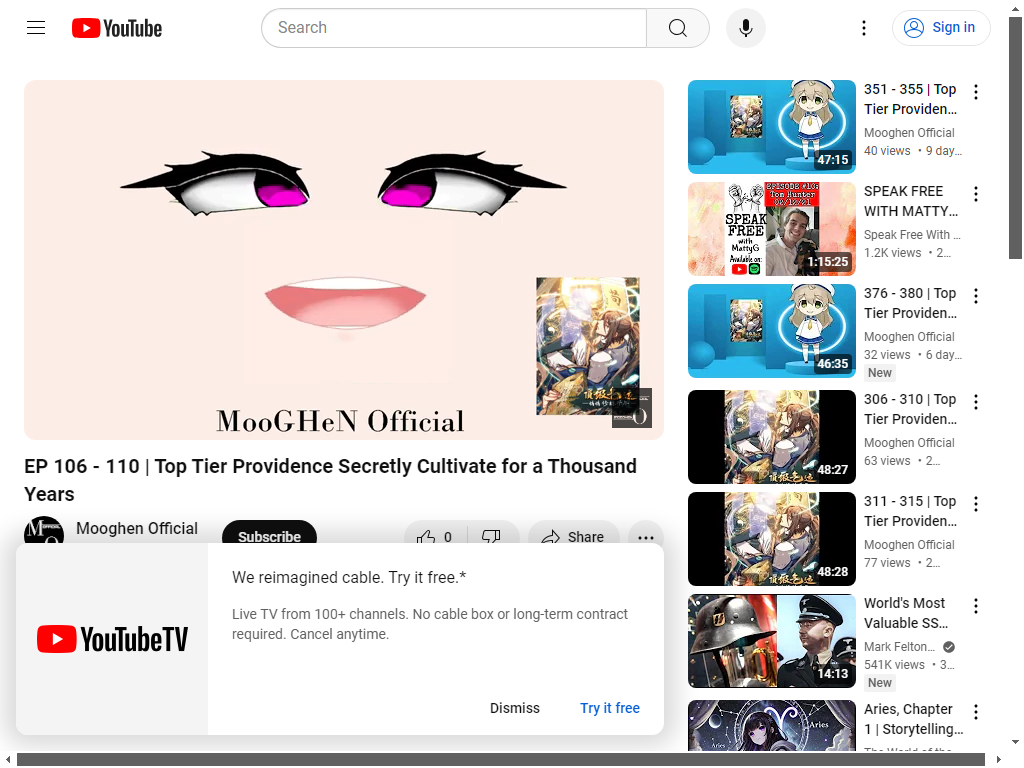 YouTube
Search
Sign in
MooGHeN Official
EP 106 - 110 | Top Tier Providence Secretly Cultivate for a Thousand
Years
Mooghen Official
Subscribe
0
Share
YouTubeTV
We reimagined cable. Try it free.*
Live TV from 100+ channels. No cable box or long-term contract
required. Cancel anytime.
Dismiss
Try it free
47:15
351 - 355 | Top
Tier Providen...
Mooghen Official
40 views • 9 day...
EPISODE #10:
Tom Hunter
02/12/21
SPEAK
FREE
with
MattyG
Available on:
1:15:25
SPEAK FREE
WITH MATTY...
Speak Free With ...
1.2K views • 2...
46:35
376 - 380 | Top
Tier Providen...
Mooghen Official
32 views • 6 day...
New
48:27
306 - 310 | Top
Tier Providen...
Mooghen Official
63 views • 2...
48:28
311 - 315 | Top
Tier Providen...
Mooghen Official
77 views • 2...
14:13
World's Most
Valuable SS...
Mark Felton...
541K views • 3...
New
Aries
Aries
Aries, Chapter
1 | Storytelling...